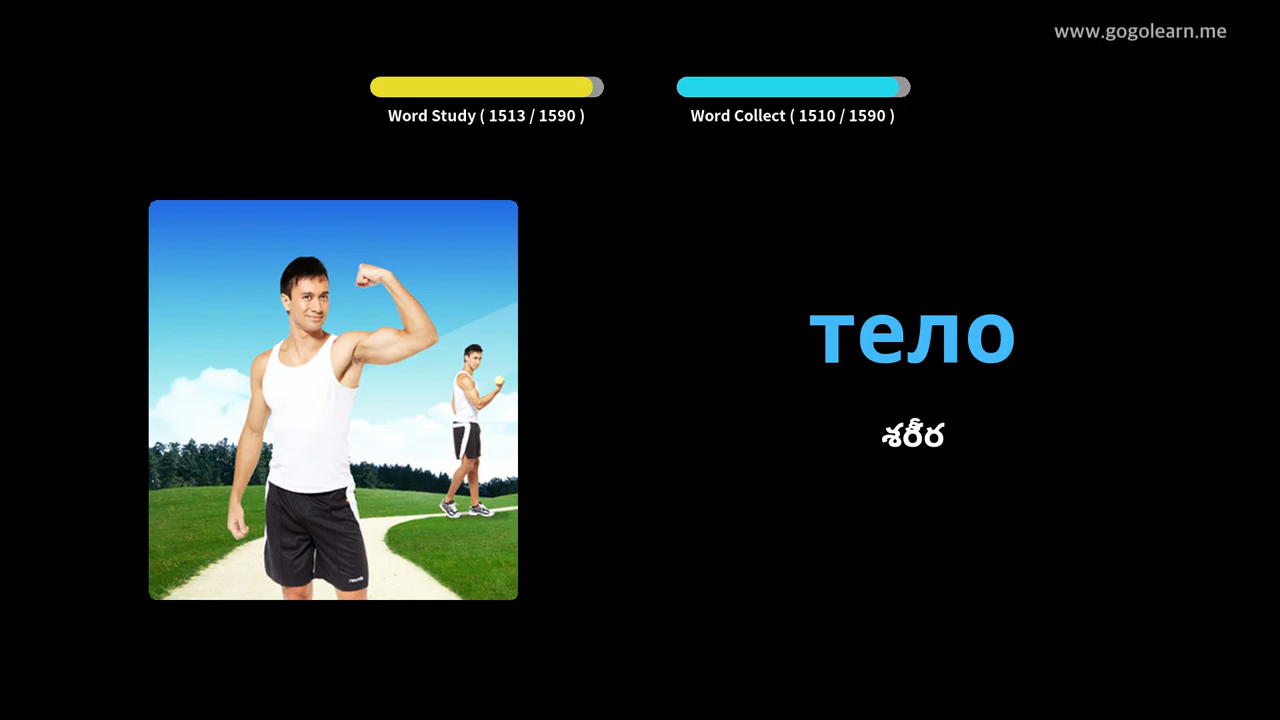 www.gogolearn.me
Word Study ( 1513 / 1590 )
Word Collect ( 1510 / 1590 )
тело
శరీర